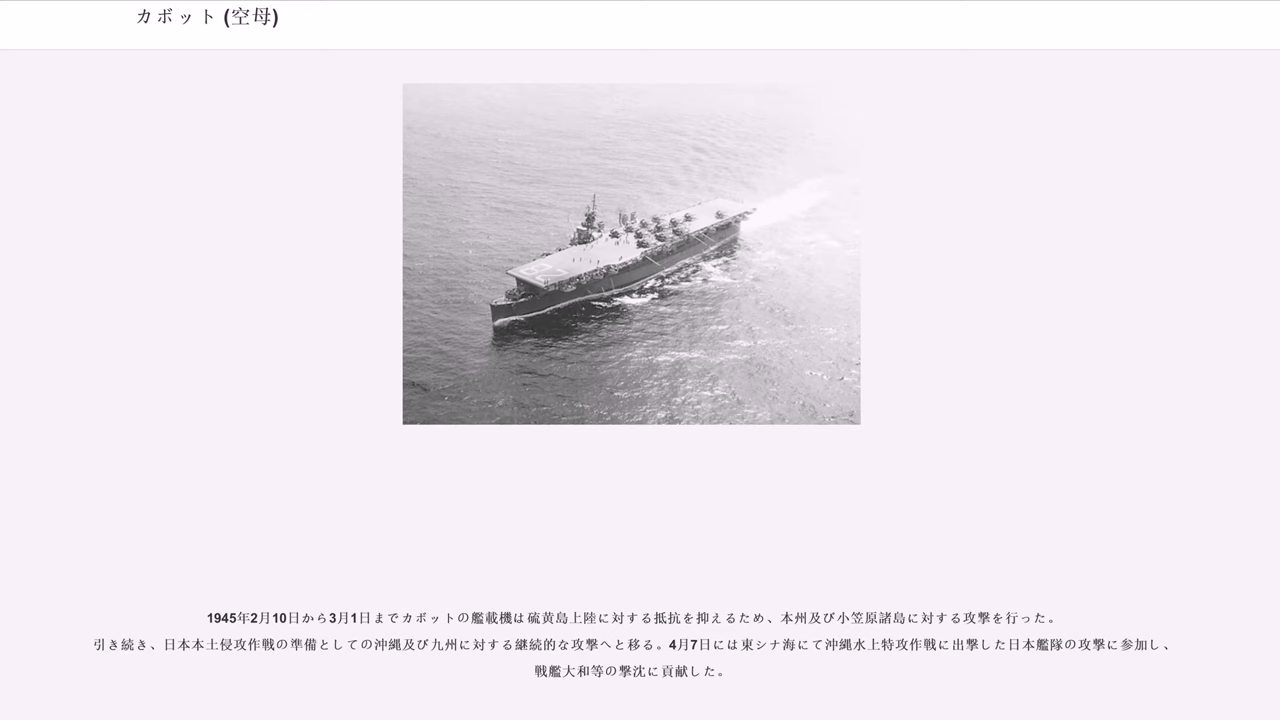 カボット (空母)
1945年2月10日から3月1日までカボットの艦載機は硫黄島上陸に対する抵抗を抑えるため、本州及び小笠原諸島に対する攻撃を行った。
引き続き、日本本土侵攻作戦の準備としての沖縄及び九州に対する継続的な攻撃へと移る。4月7日には東シナ海にて沖縄水上特攻作戦に出撃した日本艦隊の攻撃に参加し、
戦艦大和等の撃沈に貢献した。